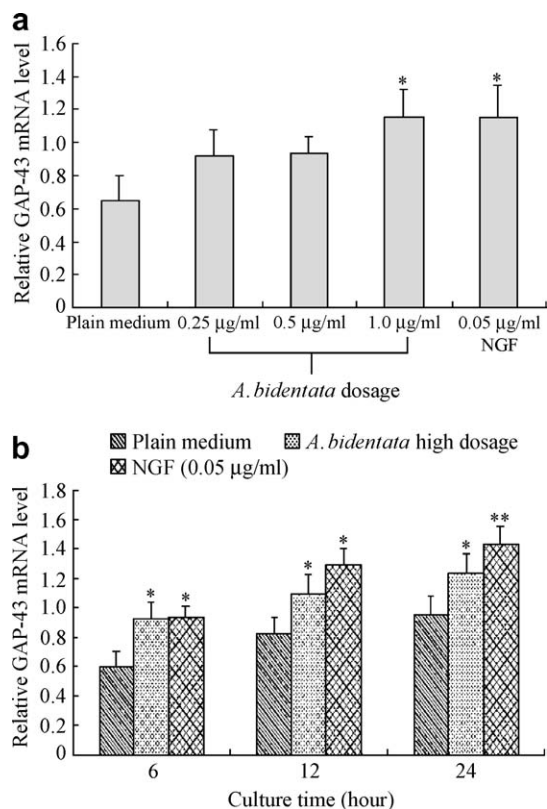 a
Relative GAP-43 mRNA level
1.6
1.4
1.2
1.0
0.8
0.6
0.4
0.2
0
*
*
Plain medium
0.25 μg/ml
0.5 μg/ml
1.0 μg/ml
0.05 μg/ml
NGF
A. bidentata dosage
b
Plain medium
A. bidentata high dosage
NGF (0.05 μg/ml)
Relative GAP-43 mRNA level
1.8
1.6
1.4
1.2
1.0
0.8
0.6
0.4
0.2
0
*
*
*
*
*
**
6
12
24
Culture time (hour)